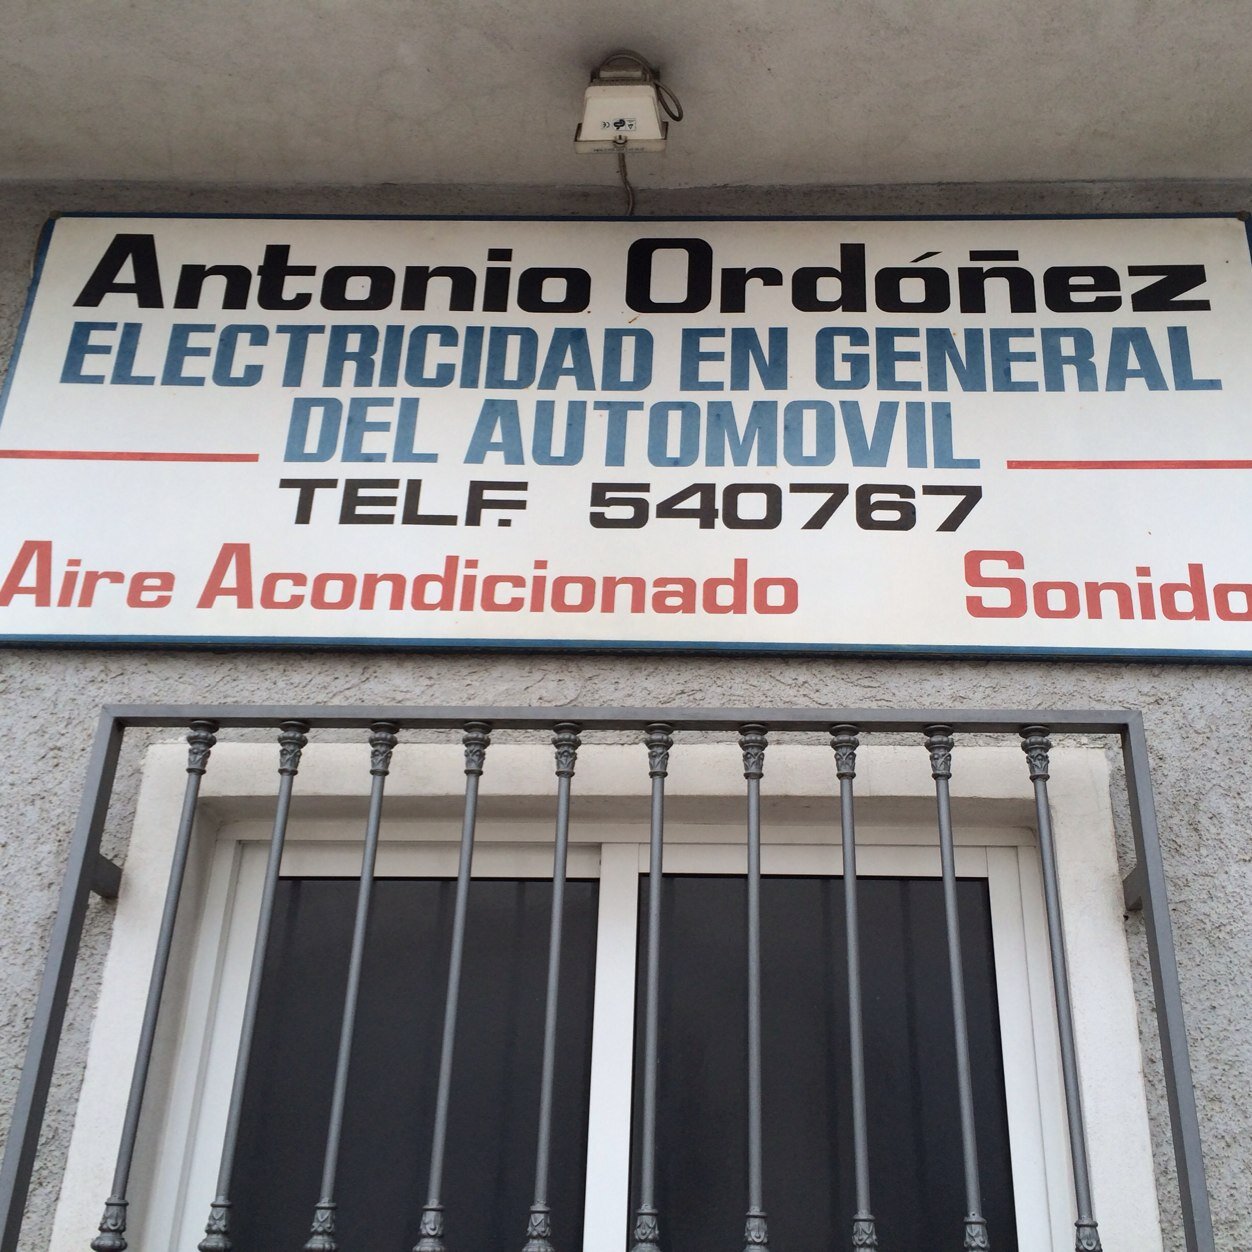 Antonio Ordóñez
ELECTRICIDAD EN GENERAL
DEL AUTOMOVIL
TELF. 540767
Aire Acondicionado Sonido